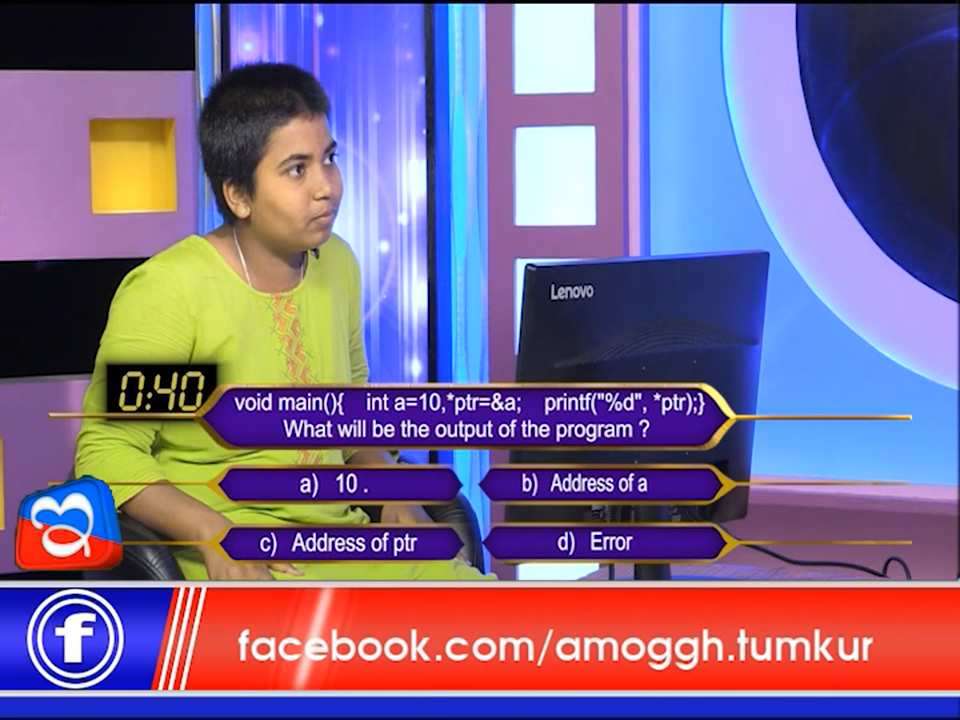 Lenovo
0:40
void main(){ int a=10,*ptr=&a; printf("%d", *ptr);}
What will be the output of the program ?
a) 10 .
b) Address of a
c) Address of ptr
d) Error
f facebook.com/amoggh.tumkur